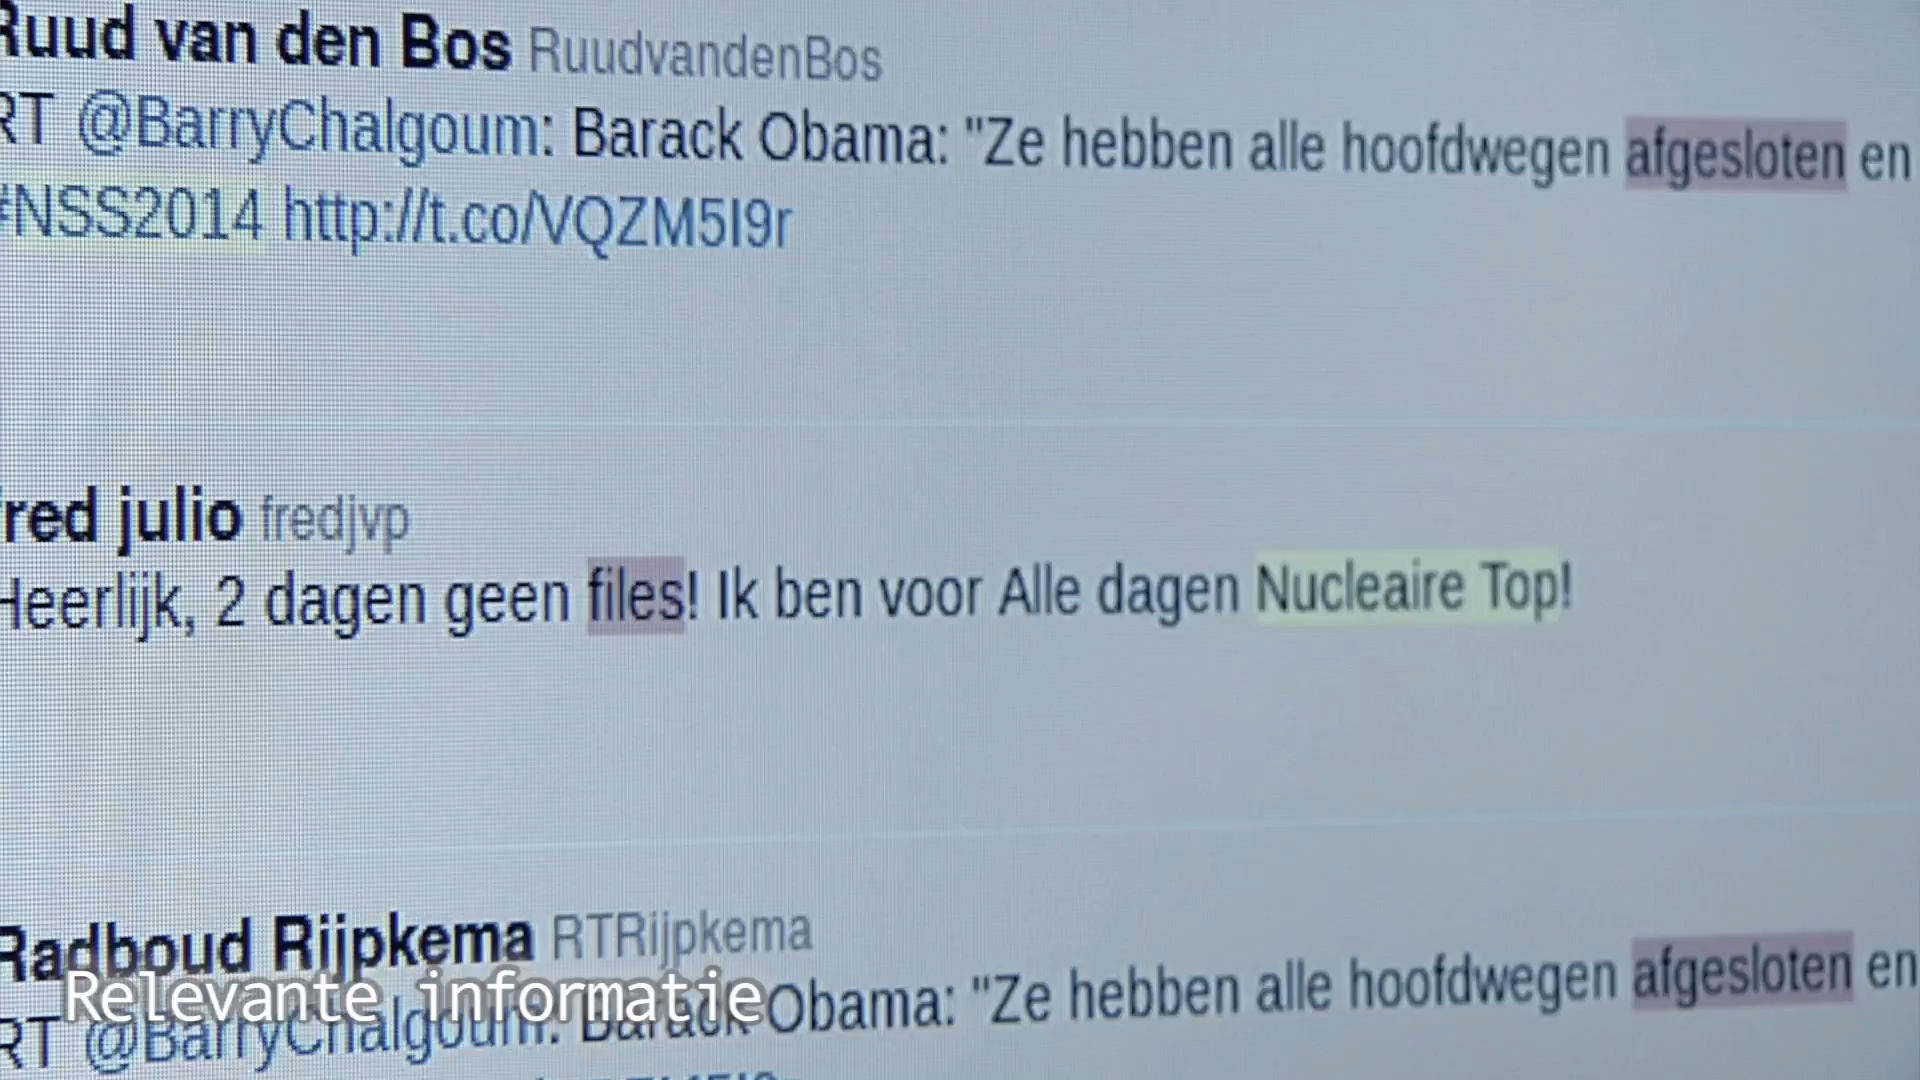 Ruud van den Bos RuudvandenBos
RT @BarryChalgoum: Barack Obama: "Ze hebben alle hoofdwegen afgesloten en
#NSS2014 http://t.co/VQZM5I9r
fred julio fredjvp
Heerlijk, 2 dagen geen files! Ik ben voor Alle dagen Nucleaire Top!
Radboud Rijpkema RTRijpkema
Relevante informatie
RT @BarryChalgoum: Barack Obama: "Ze hebben alle hoofdwegen afgesloten en